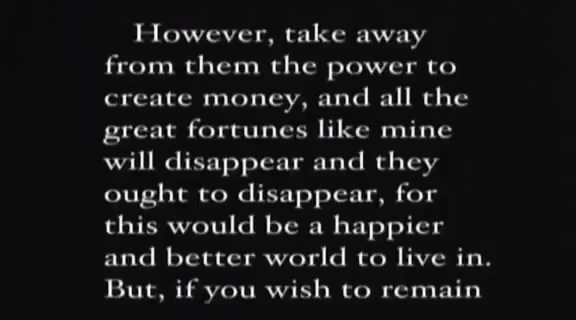 However, take away
from them the power to
create money, and all the
great fortunes like mine
will disappear and they
ought to disappear, for
this would be a happier
and better world to live in.
But, if you wish to remain